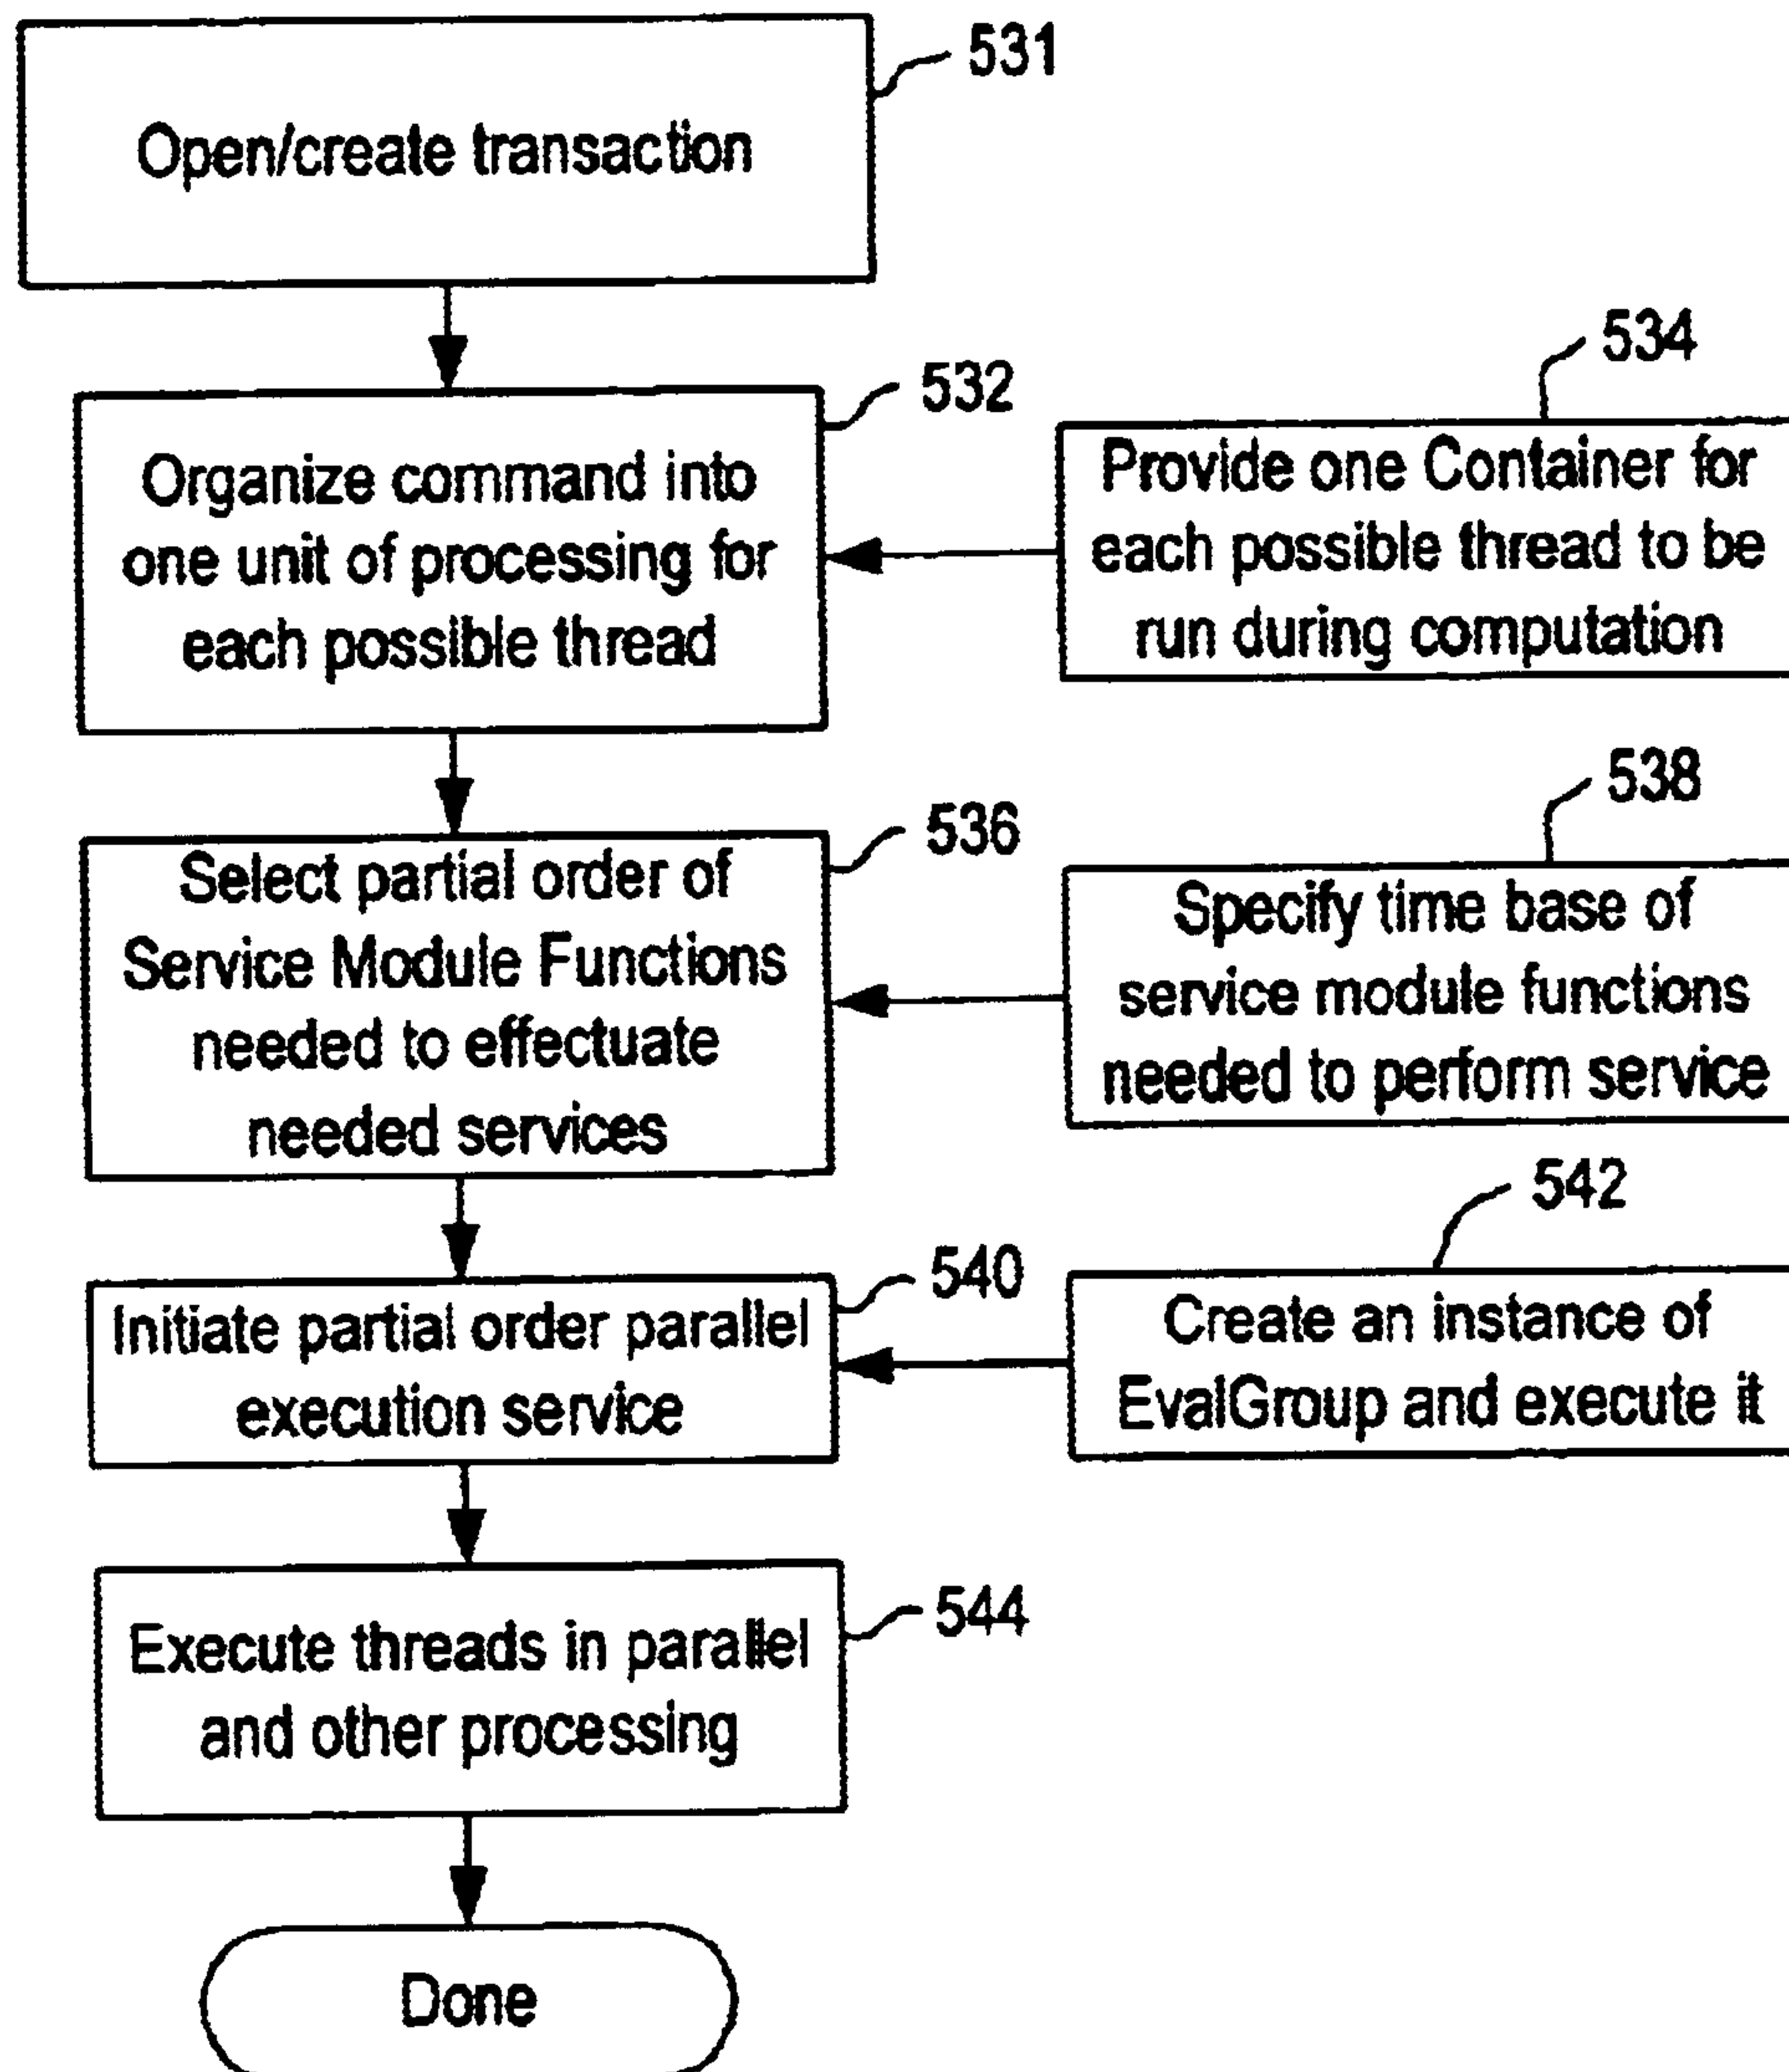 531
Open/create transaction
532
Organize command into
one unit of processing for
each possible thread
534
Provide one Container for
each possible thread to be
run during computation
536
Select partial order of
Service Module Functions
needed to effectuate
needed services
538
Specify time base of
service module functions
needed to perform service
540
Initiate partial order parallel
execution service
542
Create an instance of
EvalGroup and execute it
544
Execute threads in parallel
and other processing
Done